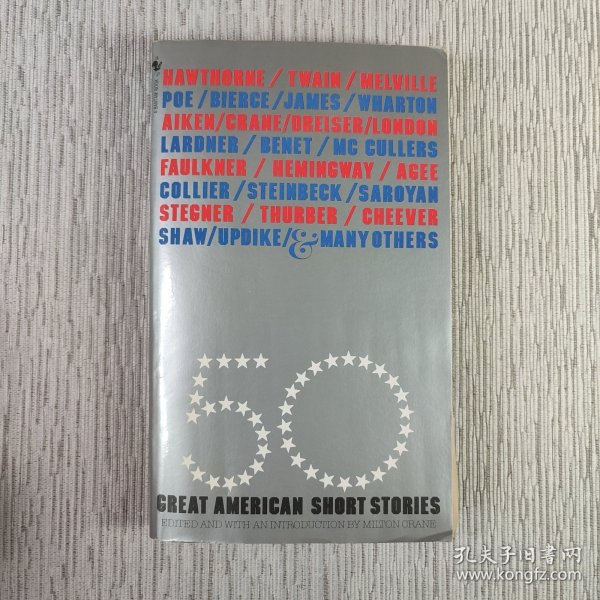 HAWTHORNE / TWAIN / MELVILLE
POE / BIERCE / JAMES / WHARTON
AIKEN / CRANE / DREISER / LONDON
LARDNER / BENET / MC CULLERS
FAULKNER / HEMINGWAY / AGEE
COLLIER / STEINBECK / SAROYAN
STEGNER / THURBER / CHEEVER
SHAW / UPDIKE / & MANY OTHERS
50
GREAT AMERICAN SHORT STORIES
EDITED AND WITH AN INTRODUCTION BY MILTON CRANE
孔夫子旧書网
www.kongfz.com